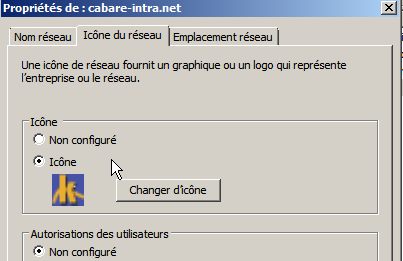 Propriétés de : cabare-intra.net
Nom réseau Icône du réseau Emplacement réseau
Une icône de réseau fournit un graphique ou un logo qui représente
l'entreprise ou le réseau.
Icône
Non configuré
Icône
Changer d'icône
Autorisations des utilisateurs
Non configuré